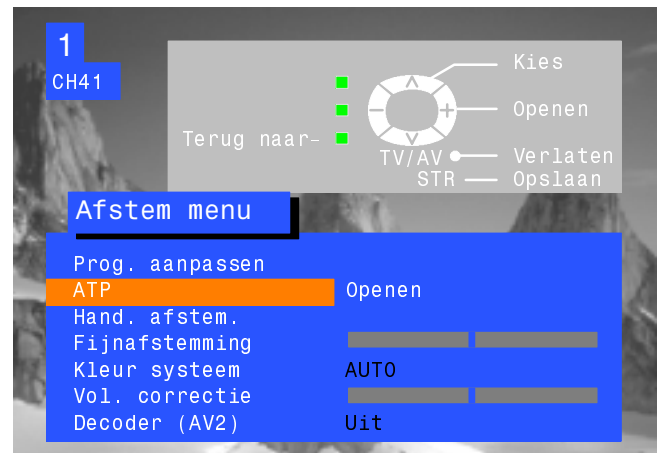 1
CH41
Kies
Openen
Terug naar
TV/AV Verlaten
STR Opslaan
Afstem menu
Prog. aanpassen
ATP Openen
Hand. afstem.
Fijnafstemming
Kleur systeem AUTO
Vol. correctie
Decoder (AV2) Uit